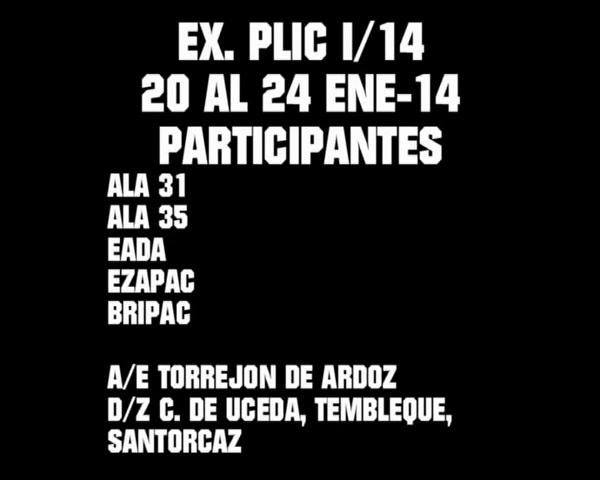 EX. PLIC I/14
20 AL 24 ENE-14
PARTICIPANTES
ALA 31
ALA 35
EADA
EZAPAC
BRIPAC
A/E TORREJON DE ARDOZ
D/Z C. DE UCEDA, TEMBLEQUE,
SANTORCAZ